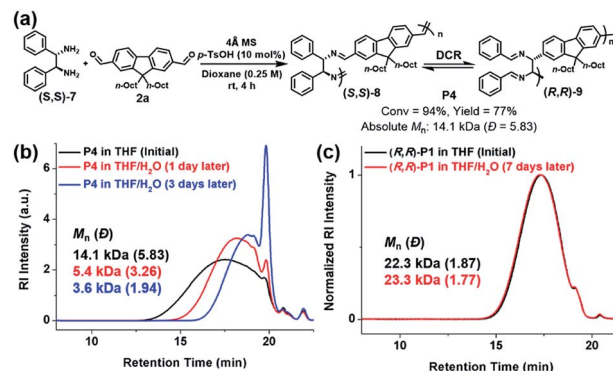 (a)
4Å MS
p-TsOH (10 mol%)
Dioxane (0.25 M)
rt, 4 h
NH₂
NH₂
(S,S)-7
+
O
O
n-Oct n-Oct
2a
N
N
n
n-Oct n-Oct
(S,S)-8
DCR
P4
N
N
n
n-Oct n-Oct
(R,R)-9
Conv = 94%, Yield = 77%
Absolute Mn: 14.1 kDa (Đ = 5.83)
(b)
P4 in THF (Initial)
P4 in THF/H₂O (1 day later)
P4 in THF/H₂O (3 days later)
Mn (Đ)
14.1 kDa (5.83)
5.4 kDa (3.26)
3.6 kDa (1.94)
RI Intensity (a.u.)
6
4
2
0
10 15 20
Retention Time (min)
(c)
(R,R)-P1 in THF (Initial)
(R,R)-P1 in THF/H₂O (7 days later)
Mn (Đ)
22.3 kDa (1.87)
23.3 kDa (1.77)
Normalized RI Intensity
1
0
10 15 20
Retention Time (min)